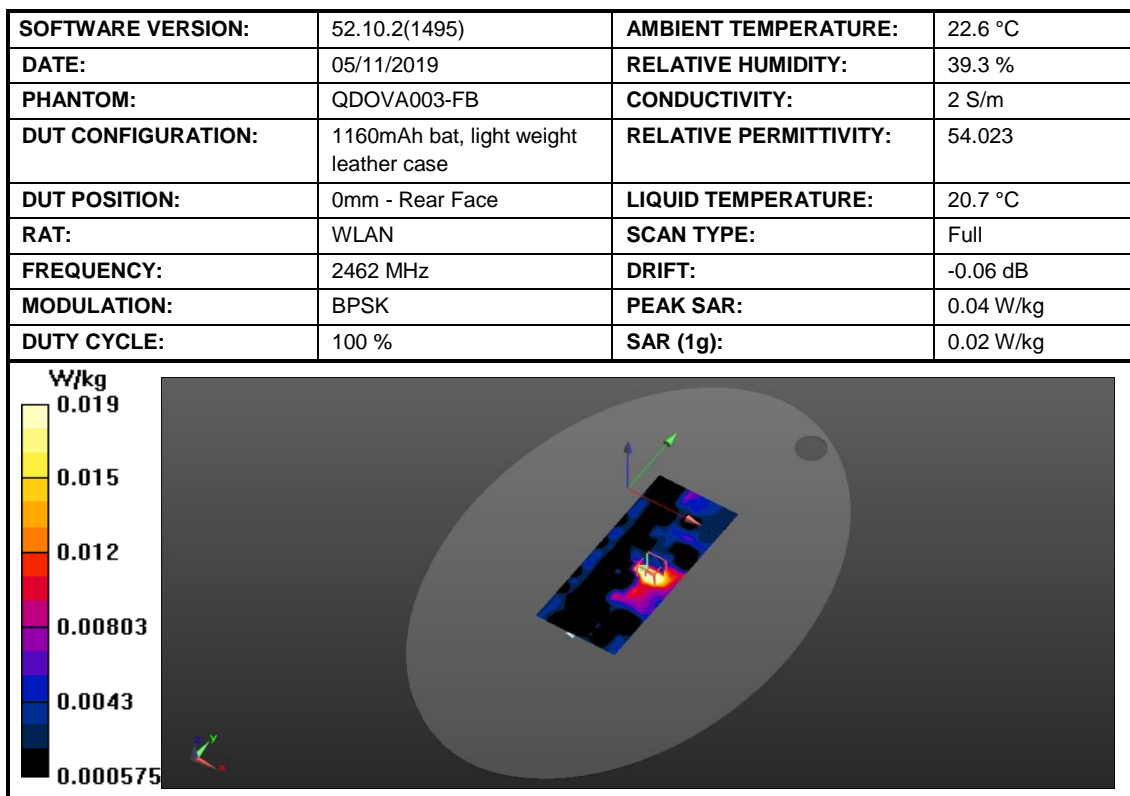 SOFTWARE VERSION: 52.10.2(1495) AMBIENT TEMPERATURE: 22.6 °C
DATE: 05/11/2019 RELATIVE HUMIDITY: 39.3 %
PHANTOM: QDOVA003-FB CONDUCTIVITY: 2 S/m
DUT CONFIGURATION: 1160mAh bat, light weight RELATIVE PERMITTIVITY: 54.023
leather case
DUT POSITION: 0mm - Rear Face LIQUID TEMPERATURE: 20.7 °C
RAT: WLAN SCAN TYPE: Full
FREQUENCY: 2462 MHz DRIFT: -0.06 dB
MODULATION: BPSK PEAK SAR: 0.04 W/kg
DUTY CYCLE: 100 % SAR (1g): 0.02 W/kg
W/kg
0.019
0.015
0.012
0.00803
0.0043
0.000575
z y
x